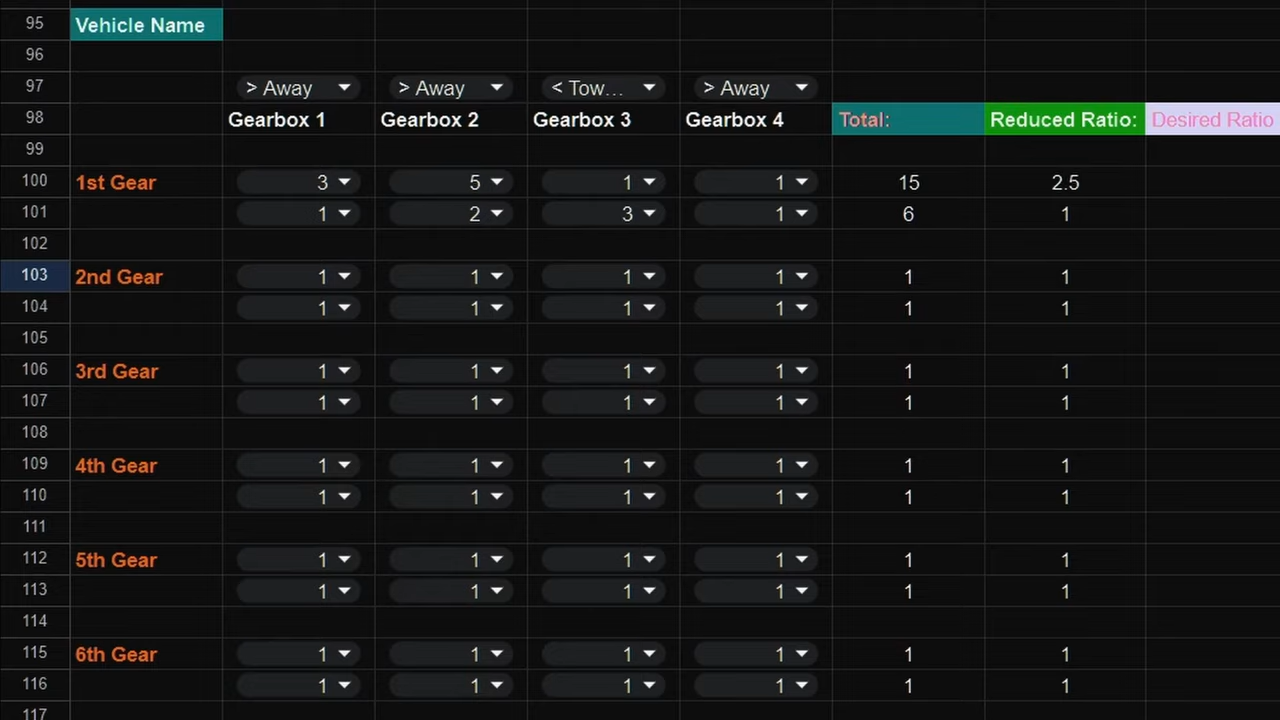 95 Vehicle Name
96
97 > Away > Away < Tow... > Away
98 Gearbox 1 Gearbox 2 Gearbox 3 Gearbox 4 Total: Reduced Ratio: Desired Ratio
99
100 1st Gear 3 5 1 1 15 2.5
101 1 2 3 1 6 1
102
103 2nd Gear 1 1 1 1 1 1
104 1 1 1 1 1 1
105
106 3rd Gear 1 1 1 1 1 1
107 1 1 1 1 1 1
108
109 4th Gear 1 1 1 1 1 1
110 1 1 1 1 1 1
111
112 5th Gear 1 1 1 1 1 1
113 1 1 1 1 1 1
114
115 6th Gear 1 1 1 1 1 1
116 1 1 1 1 1 1
117